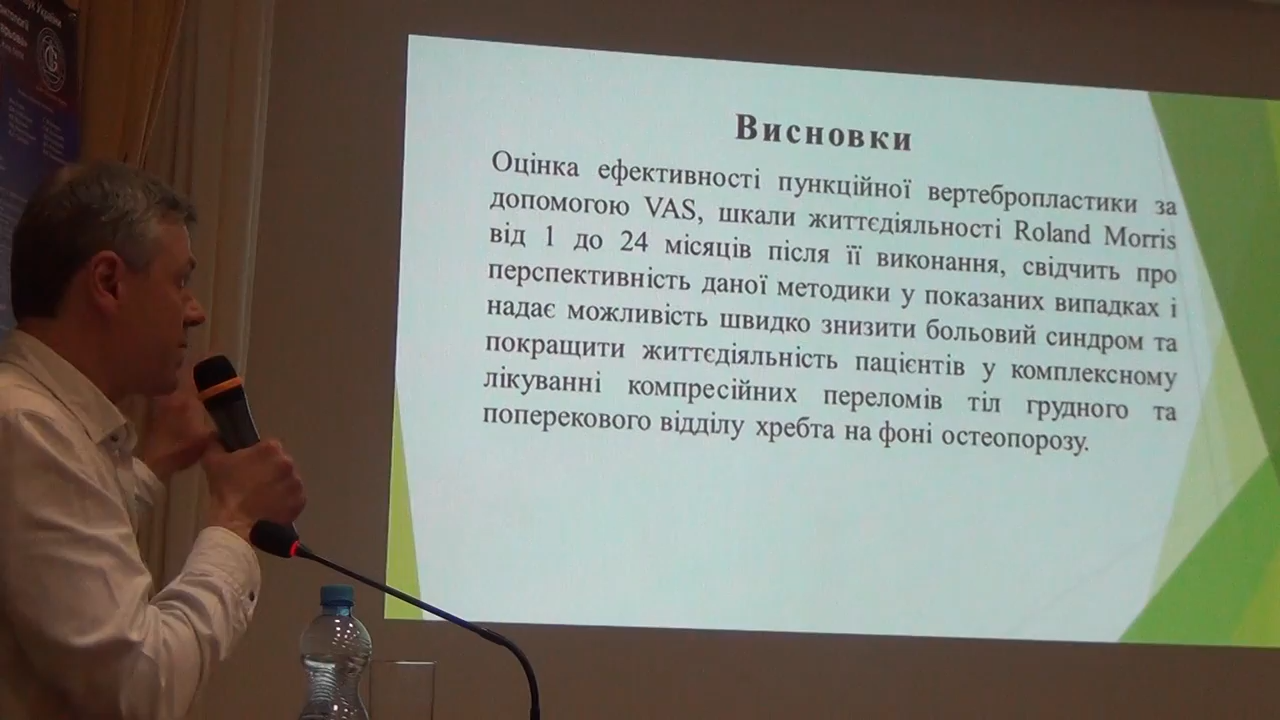 України
Висновки
Оцінка ефективності пункційної вертебропластики за
допомогою VAS, шкали життєдіяльності Roland Morris
від 1 до 24 місяців після її виконання, свідчить про
перспективність даної методики у показаних випадках і
надає можливість швидко знизити больовий синдром та
покращити життєдіяльність пацієнтів у комплексному
лікуванні компресійних переломів тіл грудного та
поперекового відділу хребта на фоні остеопорозу.